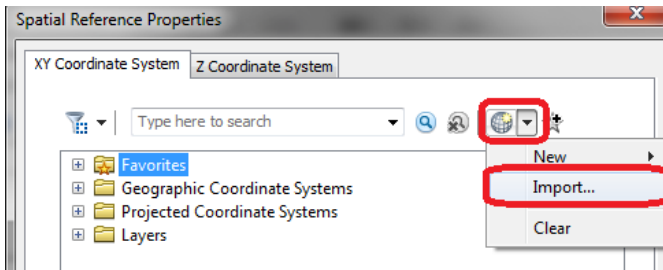 Spatial Reference Properties
XY Coordinate System Z Coordinate System
Type here to search
New
Favorites
Import...
Geographic Coordinate Systems
Projected Coordinate Systems
Clear
Layers